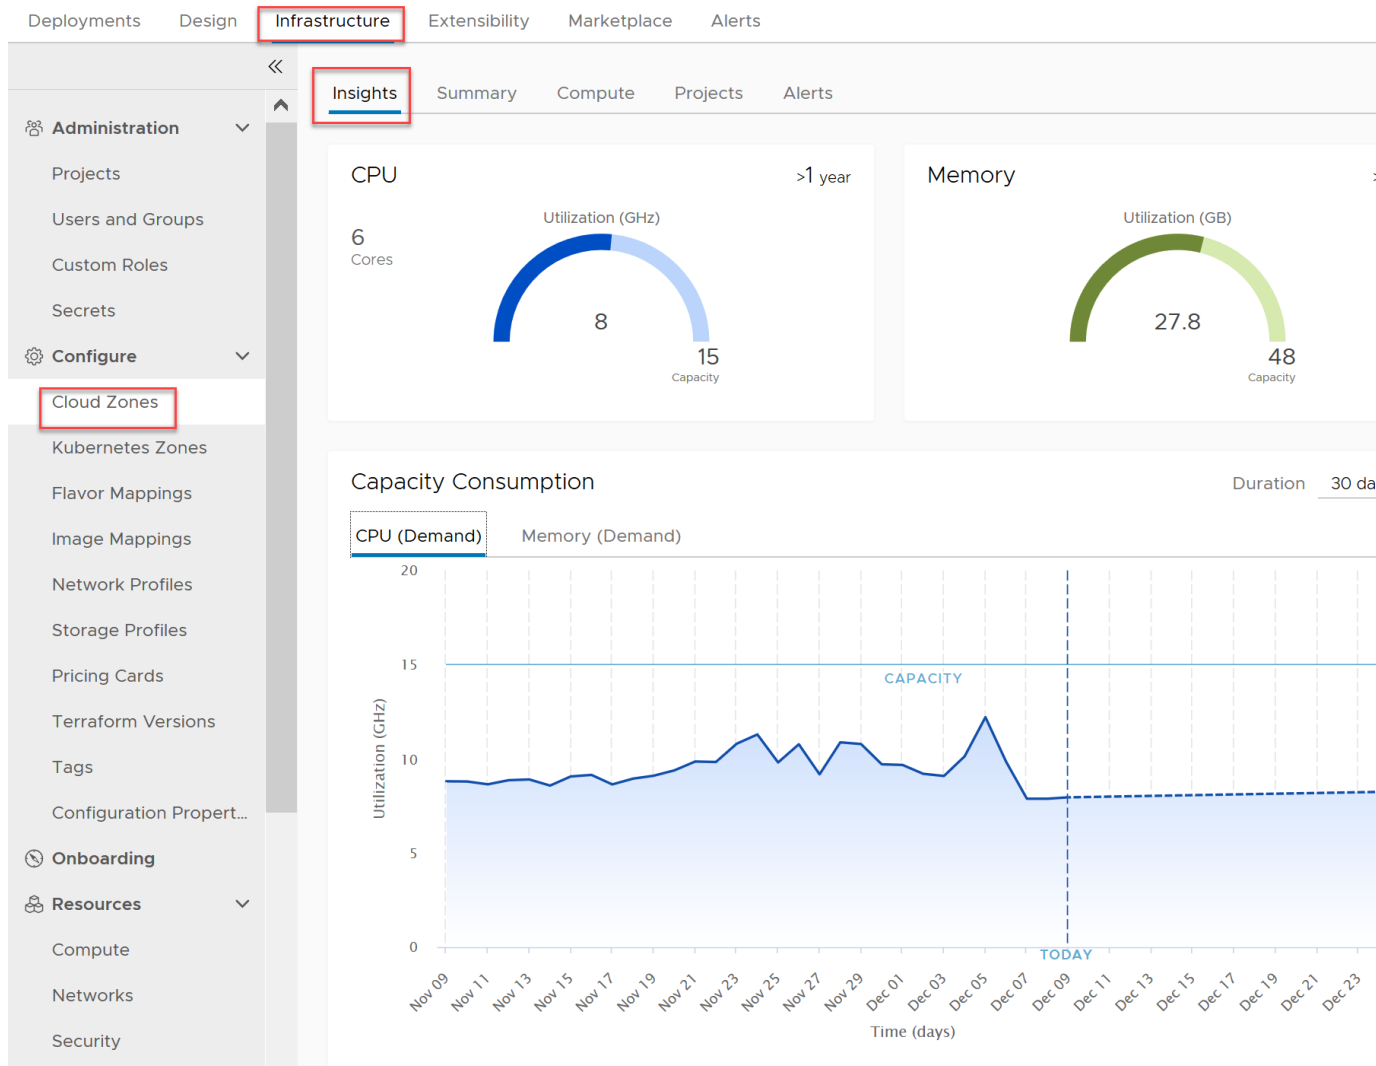 Deployments Design Infrastructure Extensibility Marketplace Alerts
Insights Summary Compute Projects Alerts
Administration
Projects
Users and Groups
Custom Roles
Secrets
Configure
Cloud Zones
Kubernetes Zones
Flavor Mappings
Image Mappings
Network Profiles
Storage Profiles
Pricing Cards
Terraform Versions
Tags
Configuration Propert...
Onboarding
Resources
Compute
Networks
Security
CPU
>1 year
6
Cores
Utilization (GHz)
8
15
Capacity
Memory
>
Utilization (GB)
27.8
48
Capacity
Capacity Consumption
Duration 30 da
CPU (Demand) Memory (Demand)
Utilization (GHz)
20
15
10
5
0
CAPACITY
TODAY
Nov 09 Nov 11 Nov 13 Nov 15 Nov 17 Nov 19 Nov 21 Nov 23 Nov 25 Nov 27 Nov 29 Dec 01 Dec 03 Dec 05 Dec 07 Dec 09 Dec 11 Dec 13 Dec 15 Dec 17 Dec 19 Dec 21 Dec 23
Time (days)